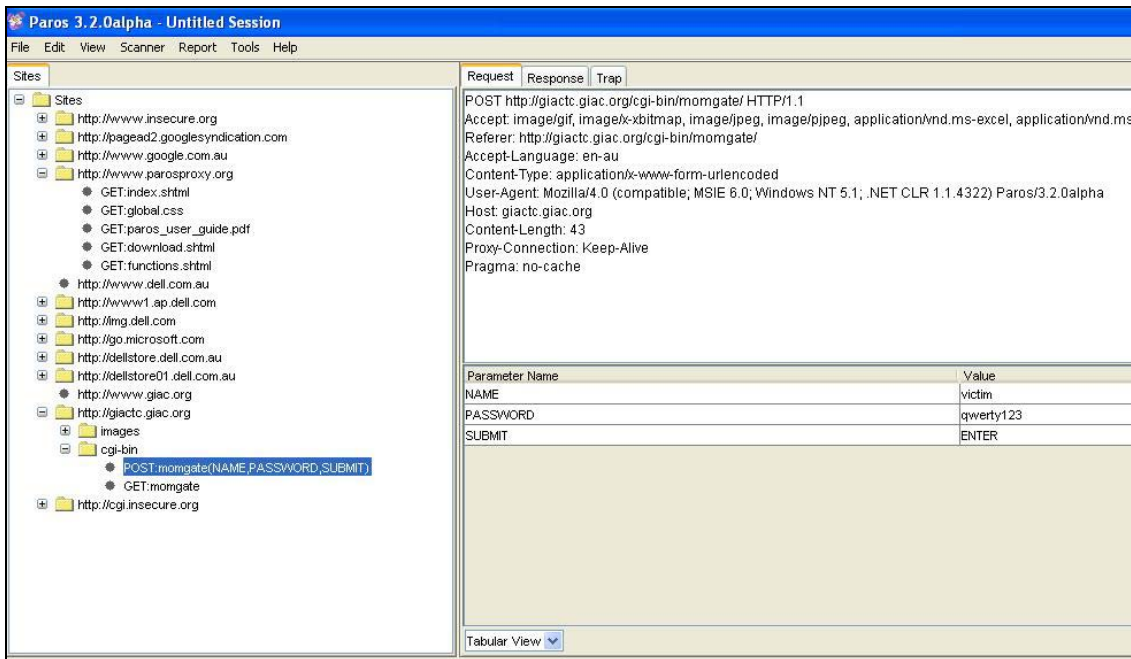 Paros 3.2.0alpha - Untitled Session
File Edit View Scanner Report Tools Help
Sites
Sites
http://www.insecure.org
http://pagead2.googlesyndication.com
http://www.google.com.au
http://www.parosproxy.org
GET:index.shtml
GET:global.css
GET:paros_user_guide.pdf
GET:download.shtml
GET:functions.shtml
http://www.dell.com.au
http://www1.ap.dell.com
http://img.dell.com
http://go.microsoft.com
http://dellstore.dell.com.au
http://dellstore01.dell.com.au
http://www.giac.org
http://giactc.giac.org
images
cgi-bin
POST:momgate(NAME,PASSWORD,SUBMIT)
GET:momgate
http://cgi.insecure.org
Request Response Trap
POST http://giactc.giac.org/cgi-bin/momgate/ HTTP/1.1
Accept: image/gif, image/x-xbitmap, image/jpeg, image/pjpeg, application/vnd.ms-excel, application/vnd.ms
Referer: http://giactc.giac.org/cgi-bin/momgate/
Accept-Language: en-au
Content-Type: application/x-www-form-urlencoded
User-Agent: Mozilla/4.0 (compatible; MSIE 6.0; Windows NT 5.1; .NET CLR 1.1.4322) Paros/3.2.0alpha
Host: giactc.giac.org
Content-Length: 43
Proxy-Connection: Keep-Alive
Pragma: no-cache
Parameter Name Value
NAME victim
PASSWORD qwerty123
SUBMIT ENTER
Tabular View